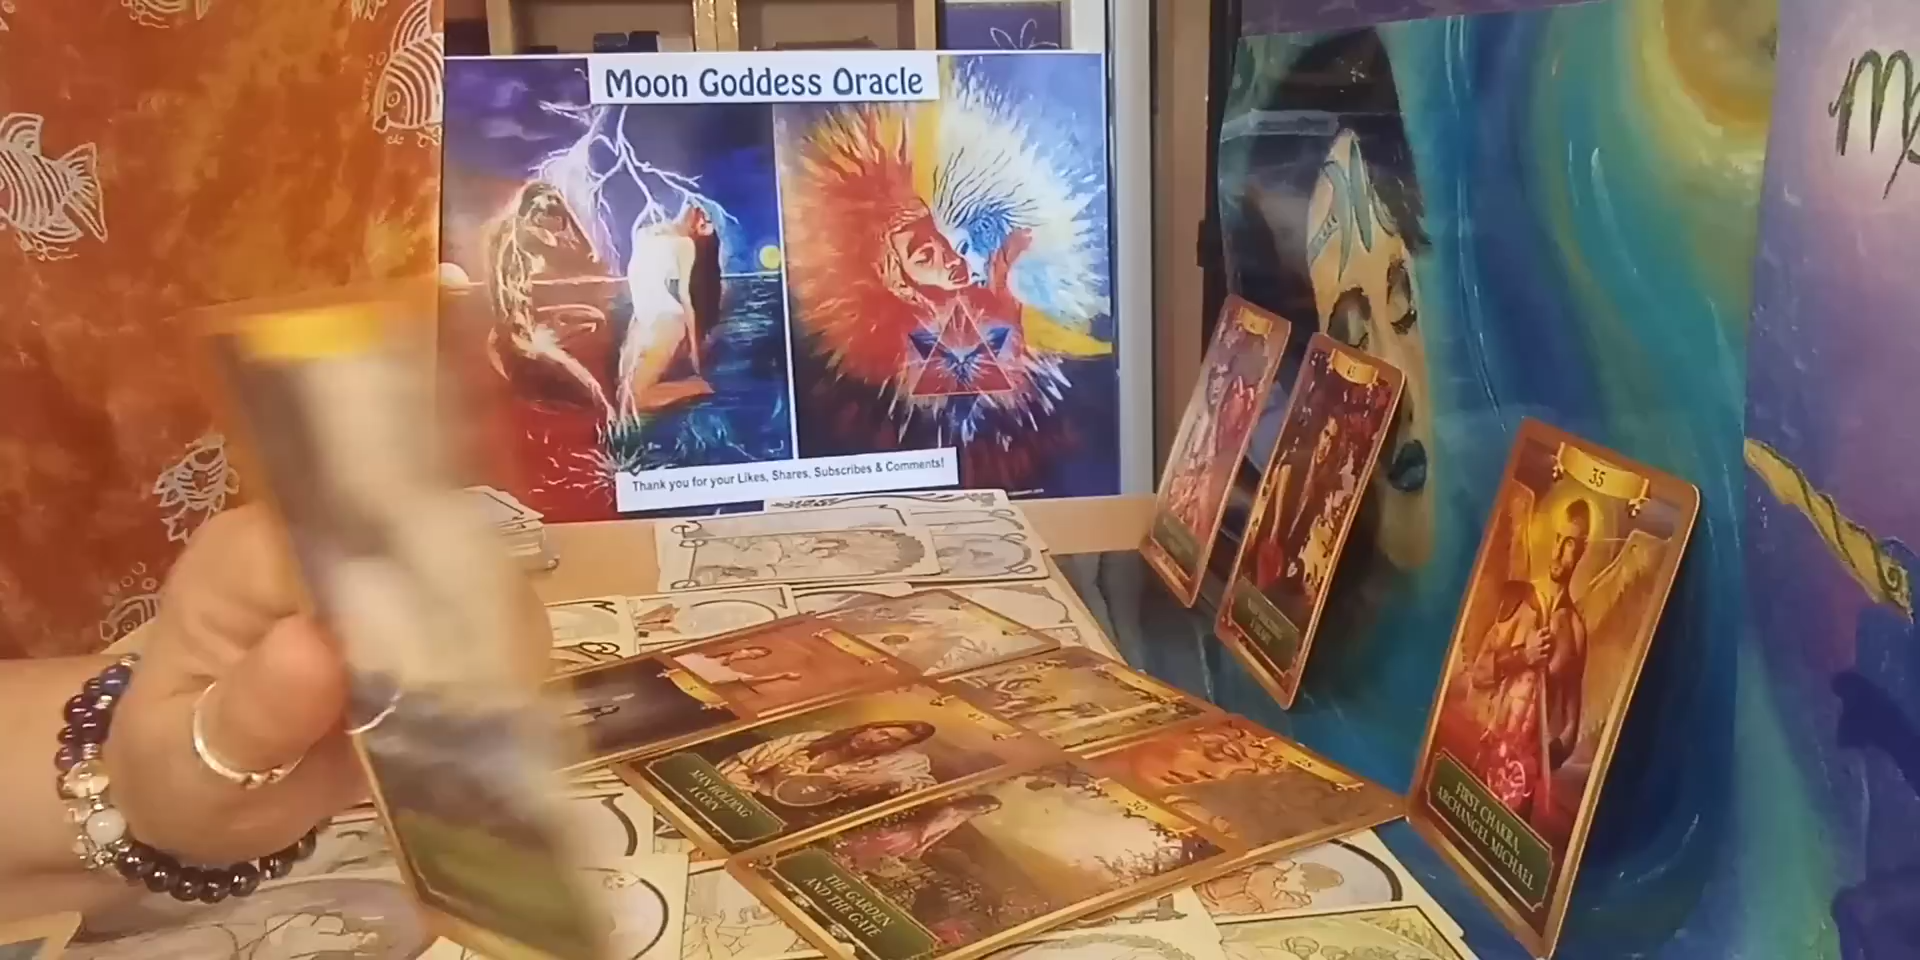 Moon Goddess Oracle
Thank you for your Likes, Shares, Subscribes & Comments!
35
FIRST CHAKRA,
ARCHANGEL MICHAEL
MAN HOLDING
A COIN
30
THE GARDEN
AND THE GATE